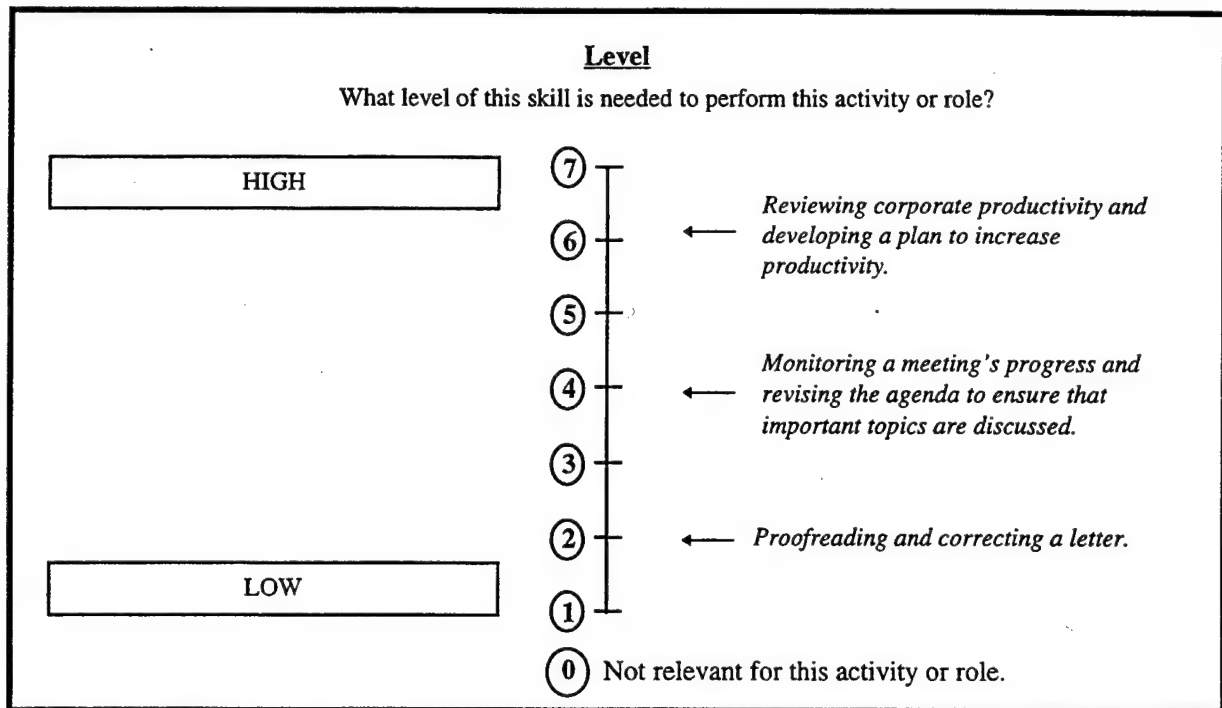 Level
What level of this skill is needed to perform this activity or role?
HIGH
7
Reviewing corporate productivity and
6
developing a plan to increase
productivity.
5
Monitoring a meeting's progress and
4
revising the agenda to ensure that
important topics are discussed.
3
2
Proofreading and correcting a letter.
LOW
1
0 Not relevant for this activity or role.